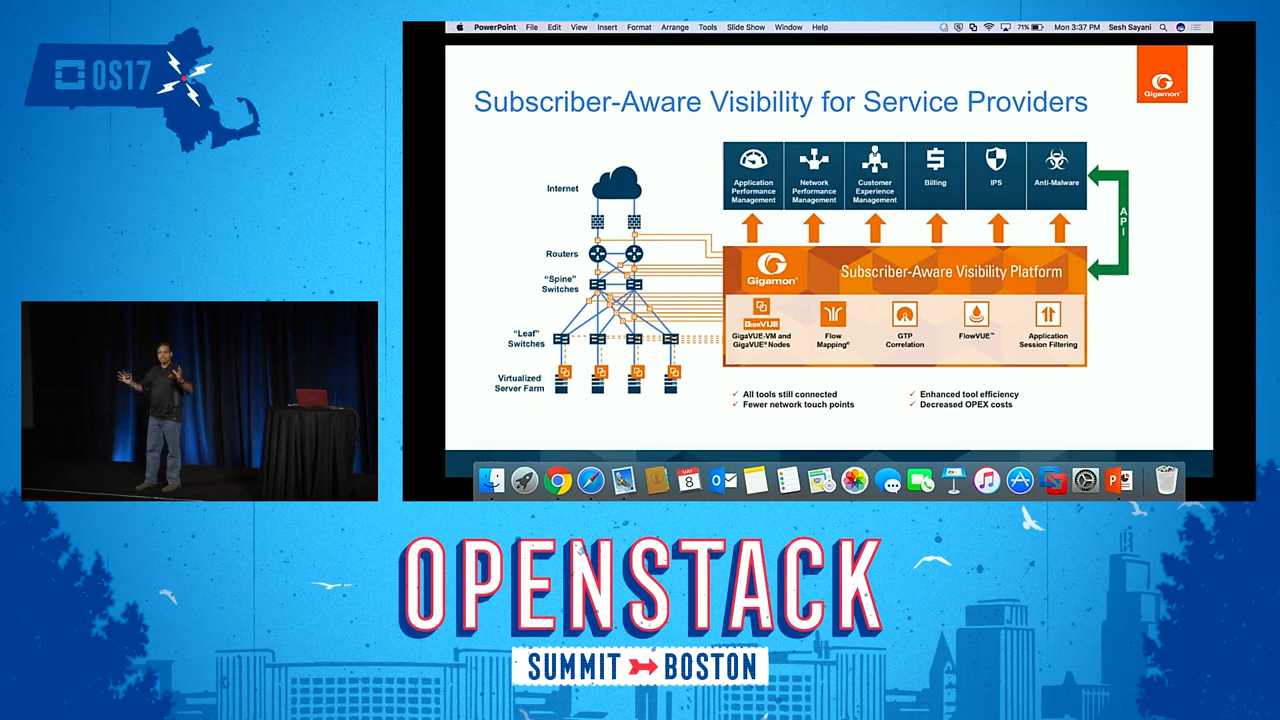 OS17
PowerPoint File Edit View Insert Format Arrange Tools Slide Show Window Help
71% Mon 3:37 PM Sesh Sayani
Subscriber-Aware Visibility for Service Providers
Gigamon®
Internet
Routers
“Spine”
Switches
“Leaf”
Switches
Virtualized
Server Farm
Application
Performance
Management
Network
Performance
Management
Customer
Experience
Management
Billing
IPS
Anti-Malware
API
Gigamon®
Subscriber-Aware Visibility Platform
GigaVUE
GigaVUE-VM and
GigaVUE® Nodes
Flow
Mapping®
GTP
Correlation
FlowVUE™
Application
Session Filtering
✓ All tools still connected
✓ Fewer network touch points
✓ Enhanced tool efficiency
✓ Decreased OPEX costs
MAY
8
OPENSTACK
SUMMIT BOSTON